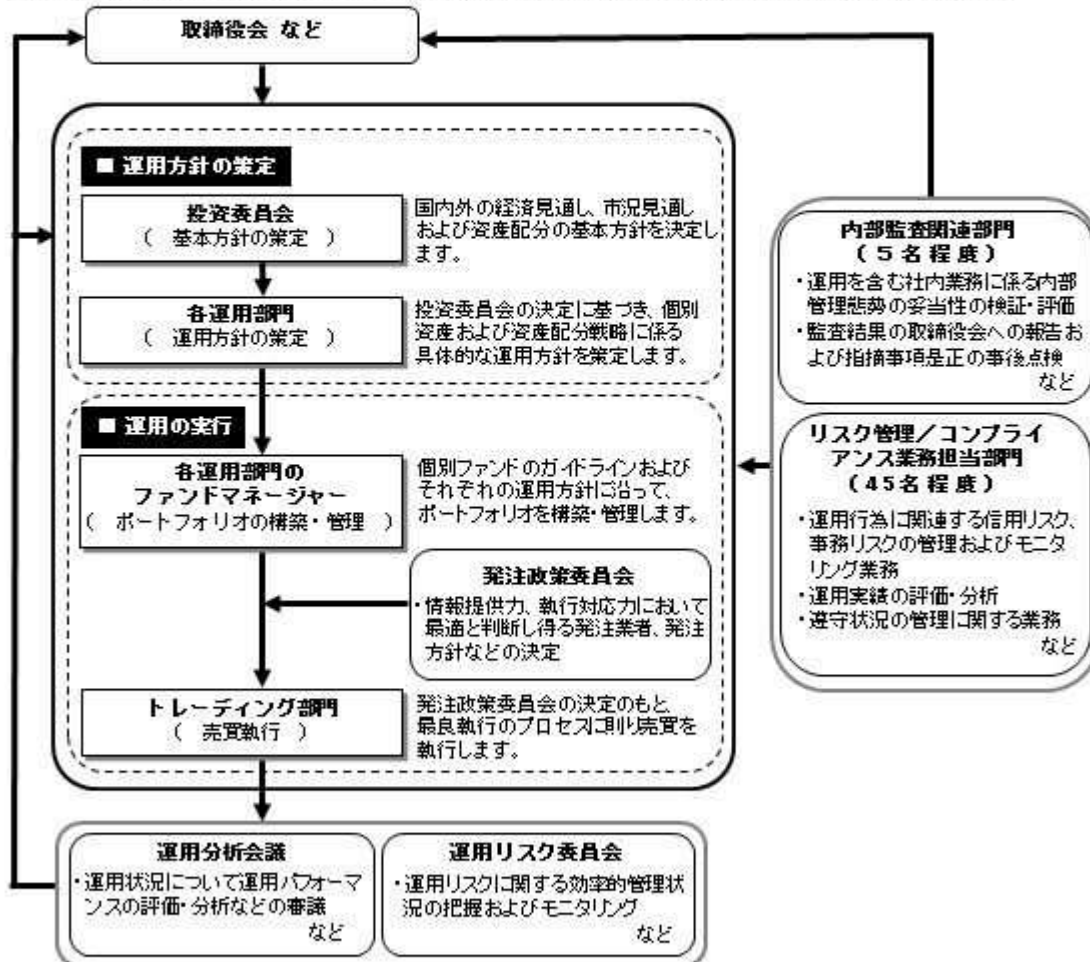 取締役会 など
■ 運用方針の策定
投資委員会
( 基本方針の策定 )
国内外の経済見通し、市況見通し
および資産配分の基本方針を決定し
ます。
各運用部門
( 運用方針の策定 )
投資委員会の決定に基づき、個別
資産および資産配分戦略に係る
具体的な運用方針を策定します。
■ 運用の実行
各運用部門の
ファンドマネージャー
( ポートフォリオの構築・管理 )
個別ファンドのガイドラインおよび
それぞれの運用方針に沿って、
ポートフォリオを構築・管理します。
発注政策委員会
・情報提供力、執行対応力において
最適と判断し得る発注業者、発注
方針などの決定
トレーディング部門
( 売買執行 )
発注政策委員会の決定のもと
最良執行のプロセスに則り売買を
執行します。
内部監査関連部門
(5名程度)
・運用を含む社内業務に係る内部
管理態勢の妥当性の検証・評価
・監査結果の取締役会への報告お
よび指摘事項是正の事後点検
など
リスク管理/コンプライ
アンス業務担当部門
(45名程度)
・運用行為に関連する信用リスク、
事務リスクの管理およびモニタ
リング業務
・運用実績の評価・分析
・遵守状況の管理に関する業務
など
運用分析会議
・運用状況について運用パフォーマ
ンスの評価・分析などの審議
など
運用リスク委員会
・運用リスクに関する効率的管理状
況の把握およびモニタリング
など